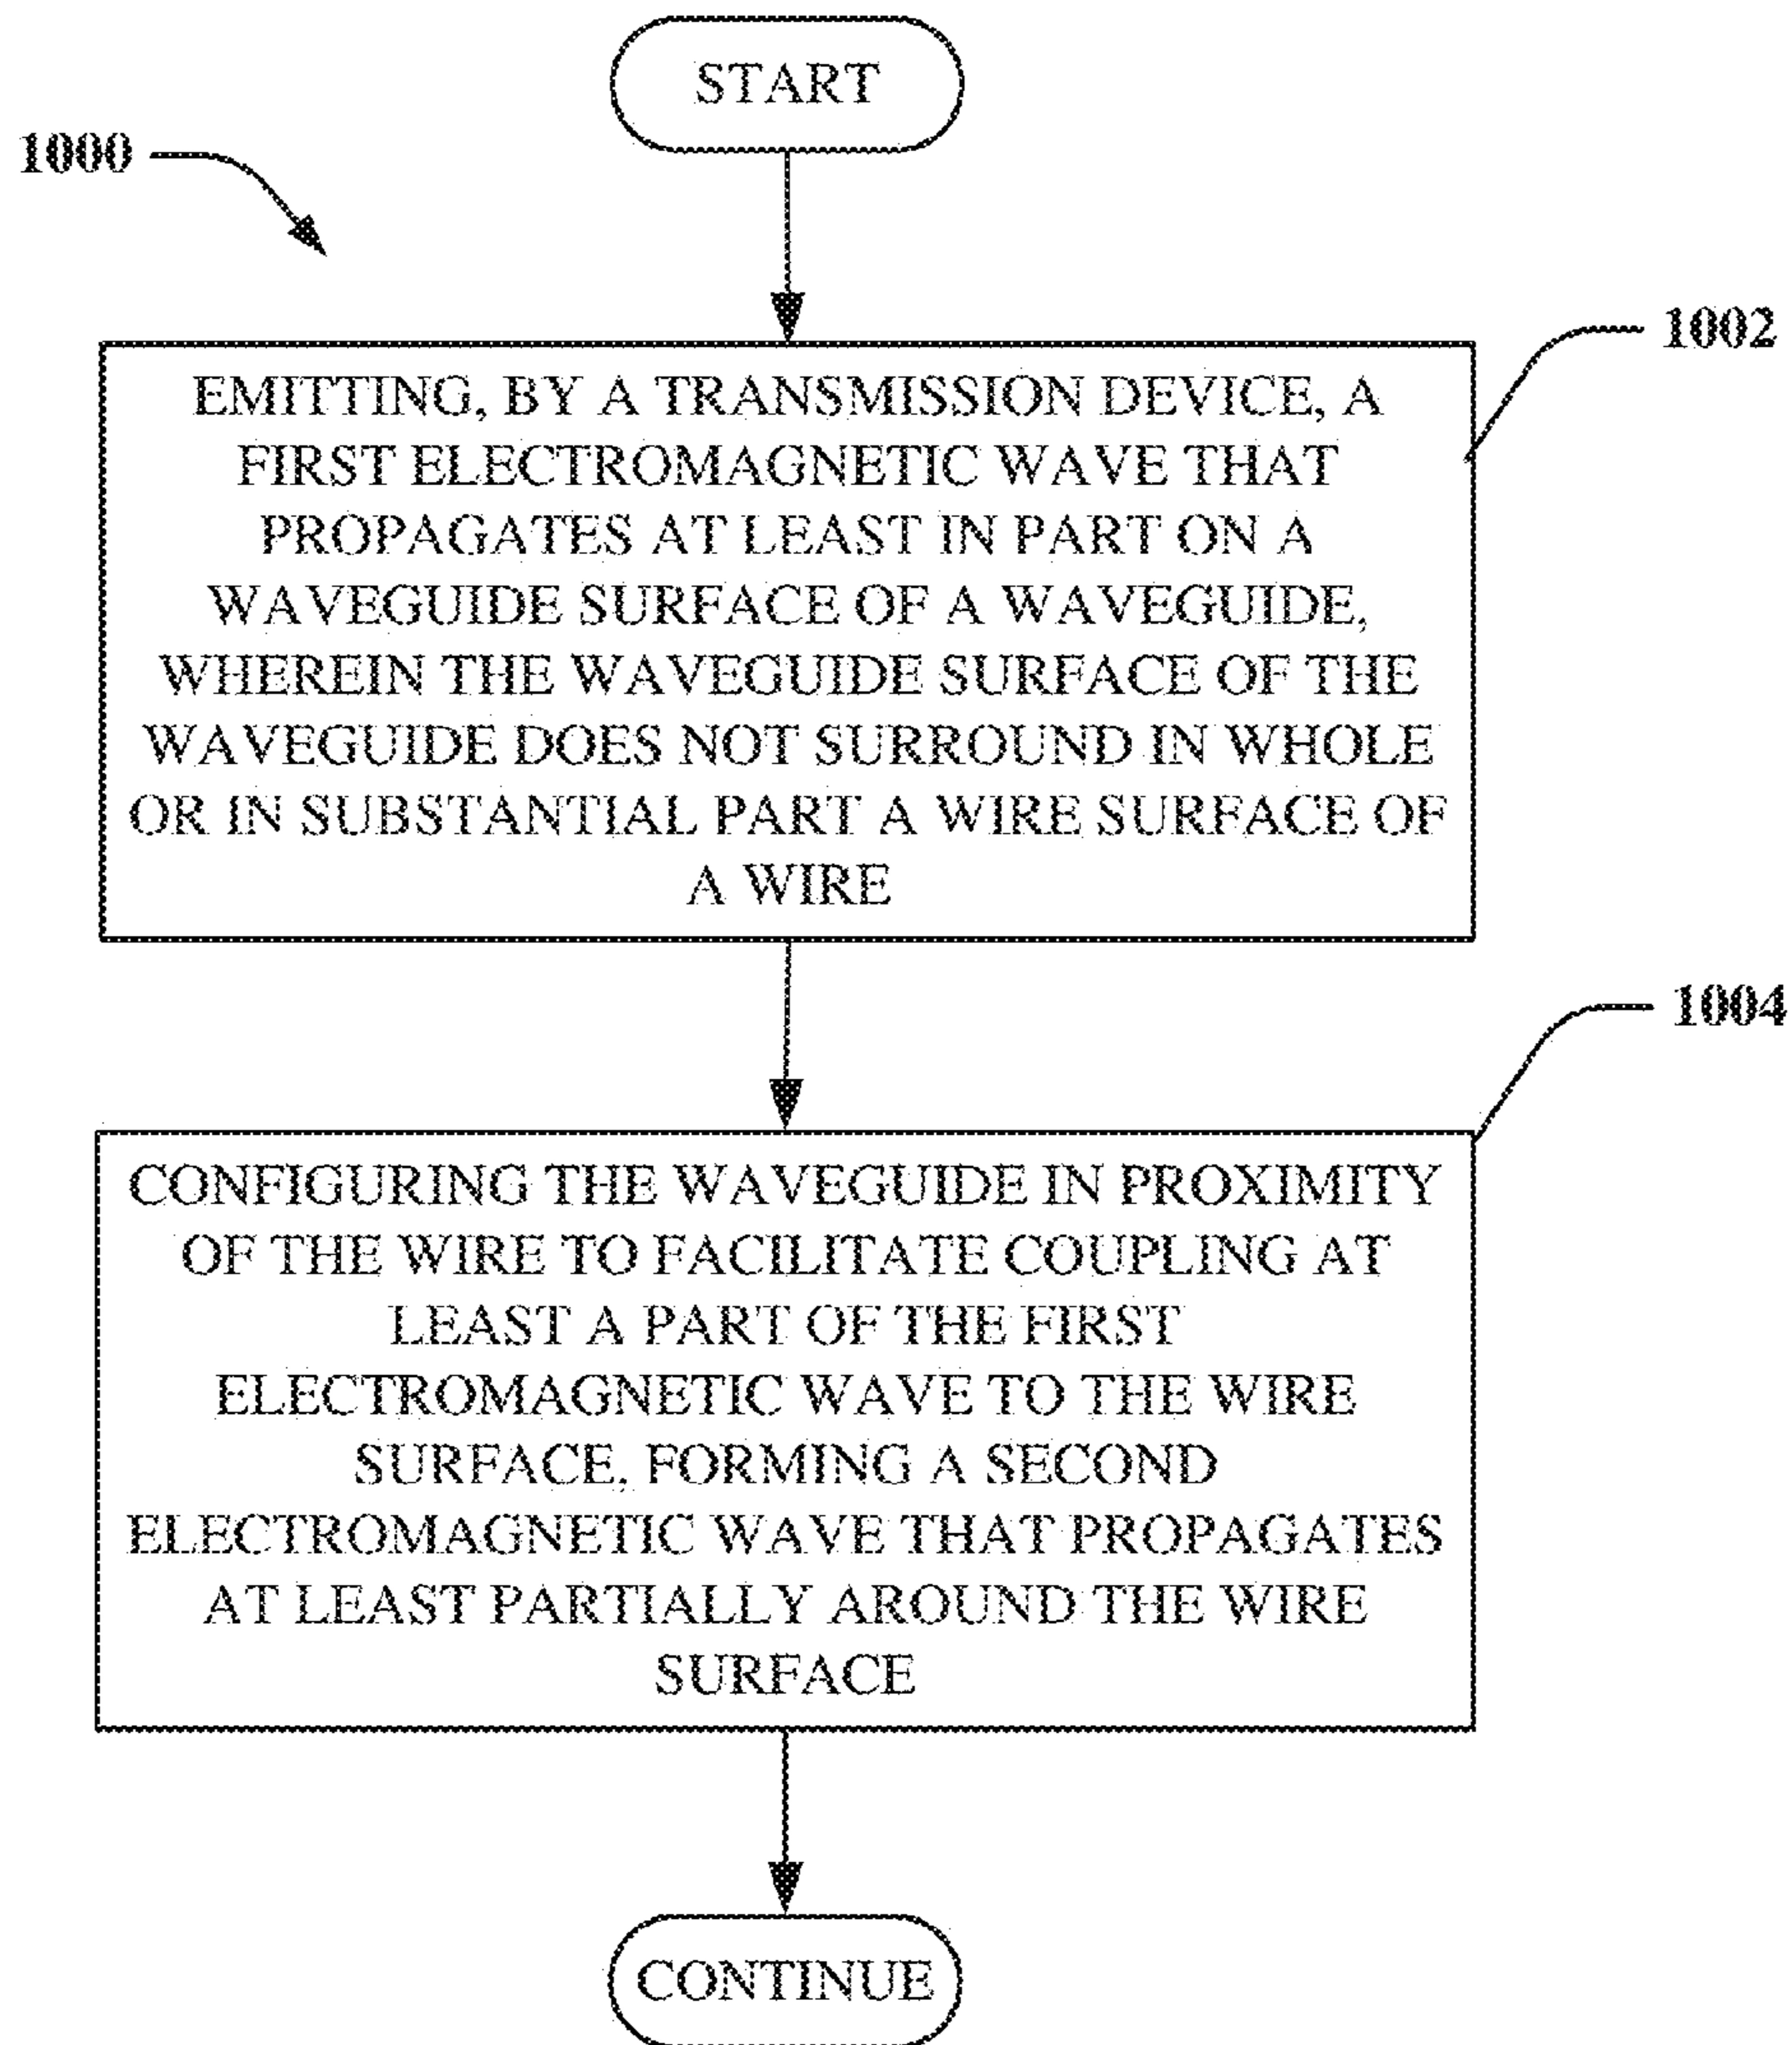 START
1000
1002
EMITTING, BY A TRANSMISSION DEVICE, A
FIRST ELECTROMAGNETIC WAVE THAT
PROPAGATES AT LEAST IN PART ON A
WAVEGUIDE SURFACE OF A WAVEGUIDE,
WHEREIN THE WAVEGUIDE SURFACE OF THE
WAVEGUIDE DOES NOT SURROUND IN WHOLE
OR IN SUBSTANTIAL PART A WIRE SURFACE OF
A WIRE
1004
CONFIGURING THE WAVEGUIDE IN PROXIMITY
OF THE WIRE TO FACILITATE COUPLING AT
LEAST A PART OF THE FIRST
ELECTROMAGNETIC WAVE TO THE WIRE
SURFACE, FORMING A SECOND
ELECTROMAGNETIC WAVE THAT PROPAGATES
AT LEAST PARTIALLY AROUND THE WIRE
SURFACE
CONTINUE